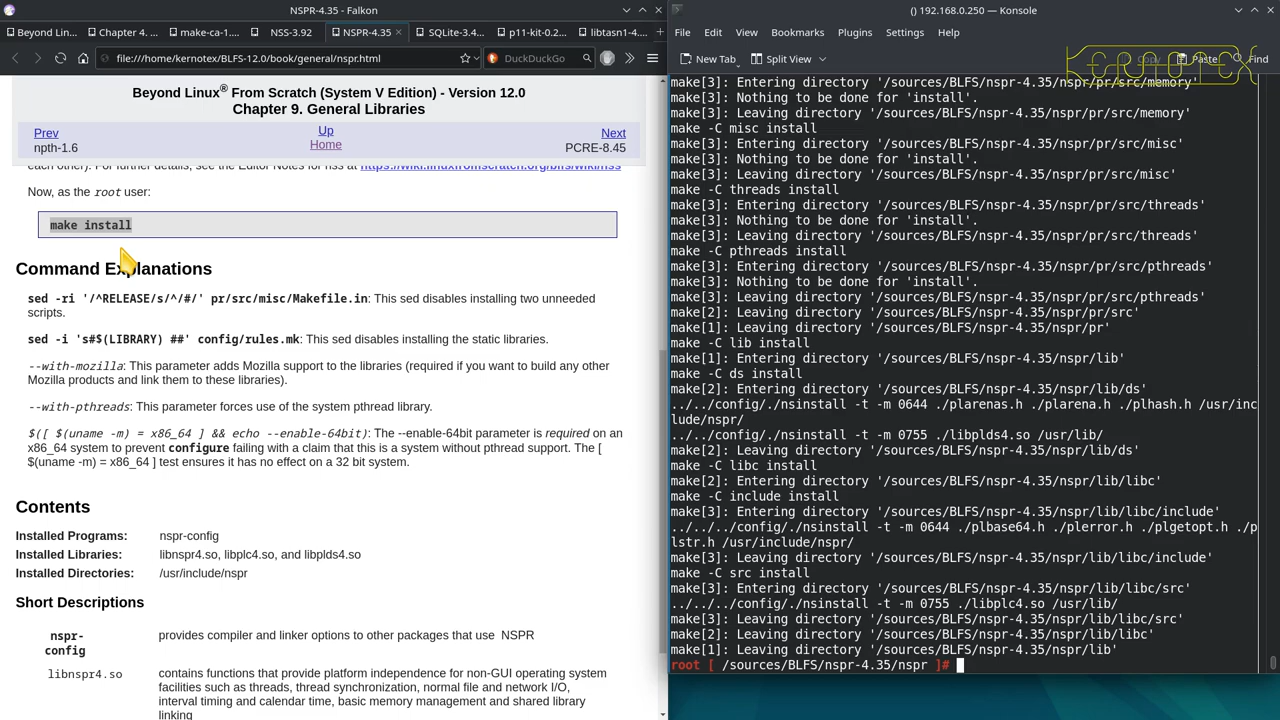 NSPR-4.35 - Falkon
Beyond Lin...
Chapter 4. ...
make-ca-1....
NSS-3.92
NSPR-4.35
SQLite-3.4...
p11-kit-0.2...
libtasn1-4....
file:///home/kernotex/BLFS-12.0/book/general/nspr.html
DuckDuckGo
Beyond Linux® From Scratch (System V Edition) - Version 12.0
Chapter 9. General Libraries
Prev
Up
Next
npth-1.6
Home
PCRE-8.45
each other). For further details, see the Editor Notes for nss at https://wiki.linuxfromscratch.org/blfs/wiki/nss
Now, as the root user:
make install
Command Explanations
sed -ri '/^RELEASE/s/^/#/' pr/src/misc/Makefile.in: This sed disables installing two unneeded
scripts.
sed -i 's#$(LIBRARY) ##' config/rules.mk: This sed disables installing the static libraries.
--with-mozilla: This parameter adds Mozilla support to the libraries (required if you want to build any other
Mozilla products and link them to these libraries).
--with-pthreads: This parameter forces use of the system pthread library.
$([ $(uname -m) = x86_64 ] && echo --enable-64bit): The --enable-64bit parameter is required on an
x86_64 system to prevent configure failing with a claim that this is a system without pthread support. The [
$(uname -m) = x86_64 ] test ensures it has no effect on a 32 bit system.
Contents
Installed Programs: nspr-config
Installed Libraries: libnspr4.so, libplc4.so, and libplds4.so
Installed Directories: /usr/include/nspr
Short Descriptions
nspr-
config
provides compiler and linker options to other packages that use NSPR
libnspr4.so
contains functions that provide platform independence for non-GUI operating system
facilities such as threads, thread synchronization, normal file and network I/O,
interval timing and calendar time, basic memory management and shared library
linking
() 192.168.0.250 — Konsole
File Edit View Bookmarks Plugins Settings Help
New Tab
Split View
Copy
Paste
Find
KERNOTEX
make[3]: Entering directory '/sources/BLFS/nspr-4.35/nspr/pr/src/memory'
make[3]: Nothing to be done for 'install'.
make[3]: Leaving directory '/sources/BLFS/nspr-4.35/nspr/pr/src/memory'
make -C misc install
make[3]: Entering directory '/sources/BLFS/nspr-4.35/nspr/pr/src/misc'
make[3]: Nothing to be done for 'install'.
make[3]: Leaving directory '/sources/BLFS/nspr-4.35/nspr/pr/src/misc'
make -C threads install
make[3]: Entering directory '/sources/BLFS/nspr-4.35/nspr/pr/src/threads'
make[3]: Nothing to be done for 'install'.
make[3]: Leaving directory '/sources/BLFS/nspr-4.35/nspr/pr/src/threads'
make -C pthreads install
make[3]: Entering directory '/sources/BLFS/nspr-4.35/nspr/pr/src/pthreads'
make[3]: Nothing to be done for 'install'.
make[3]: Leaving directory '/sources/BLFS/nspr-4.35/nspr/pr/src/pthreads'
make[2]: Leaving directory '/sources/BLFS/nspr-4.35/nspr/pr/src'
make[1]: Leaving directory '/sources/BLFS/nspr-4.35/nspr/pr'
make -C lib install
make[1]: Entering directory '/sources/BLFS/nspr-4.35/nspr/lib'
make -C ds install
make[2]: Entering directory '/sources/BLFS/nspr-4.35/nspr/lib/ds'
../../config/./nsinstall -t -m 0644 ./plarenas.h ./plarena.h ./plhash.h /usr/inc
lude/nspr/
../../config/./nsinstall -t -m 0755 ./libplds4.so /usr/lib/
make[2]: Leaving directory '/sources/BLFS/nspr-4.35/nspr/lib/ds'
make -C libc install
make[2]: Entering directory '/sources/BLFS/nspr-4.35/nspr/lib/libc'
make -C include install
make[3]: Entering directory '/sources/BLFS/nspr-4.35/nspr/lib/libc/include'
../../../config/./nsinstall -t -m 0644 ./plbase64.h ./plerror.h ./plgetopt.h ./p
lstr.h /usr/include/nspr/
make[3]: Leaving directory '/sources/BLFS/nspr-4.35/nspr/lib/libc/include'
make -C src install
make[3]: Entering directory '/sources/BLFS/nspr-4.35/nspr/lib/libc/src'
../../../config/./nsinstall -t -m 0755 ./libplc4.so /usr/lib/
make[3]: Leaving directory '/sources/BLFS/nspr-4.35/nspr/lib/libc/src'
make[2]: Leaving directory '/sources/BLFS/nspr-4.35/nspr/lib/libc'
make[1]: Leaving directory '/sources/BLFS/nspr-4.35/nspr/lib'
root [ /sources/BLFS/nspr-4.35/nspr ]#